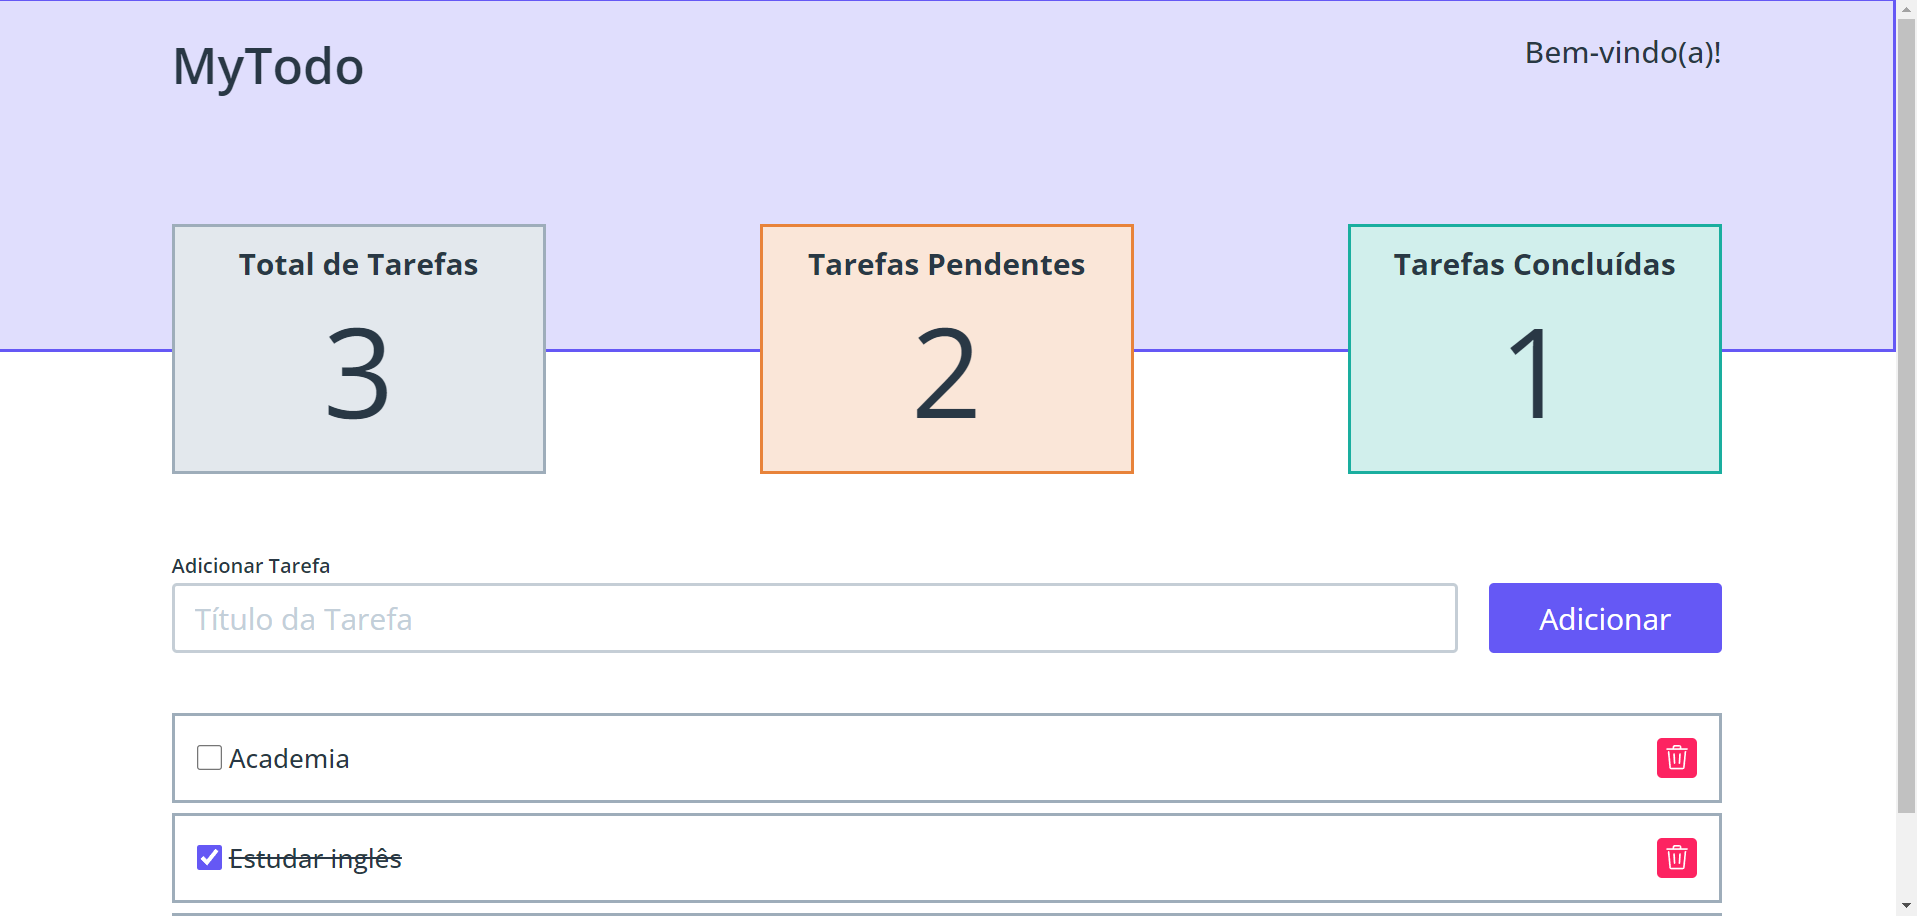 MyTodo
Bem-vindo(a)!
Total de Tarefas
3
Tarefas Pendentes
2
Tarefas Concluídas
1
Adicionar Tarefa
Título da Tarefa
Adicionar
Academia
Estudar inglês